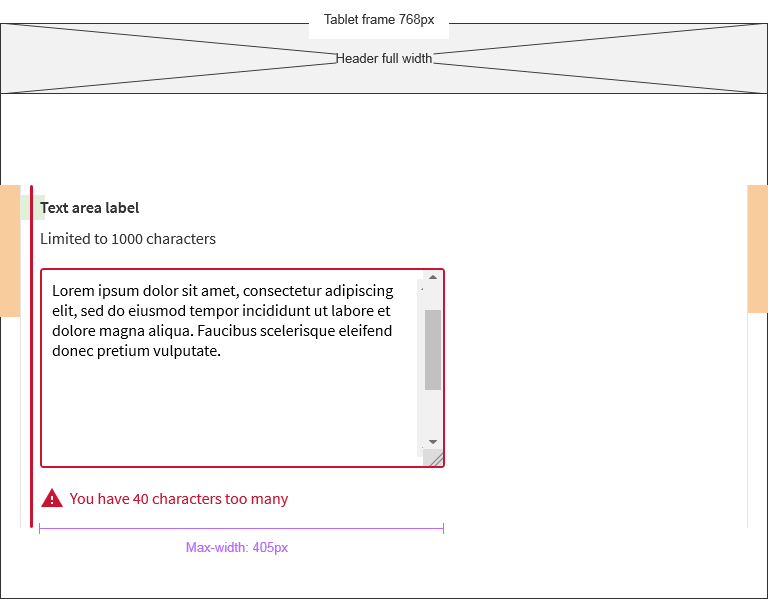 Tablet frame 768px
Header full width
Text area label
Limited to 1000 characters
Lorem ipsum dolor sit amet, consectetur adipiscing
elit, sed do eiusmod tempor incididunt ut labore et
dolore magna aliqua. Faucibus scelerisque eleifend
donec pretium vulputate.
You have 40 characters too many
Max-width: 405px